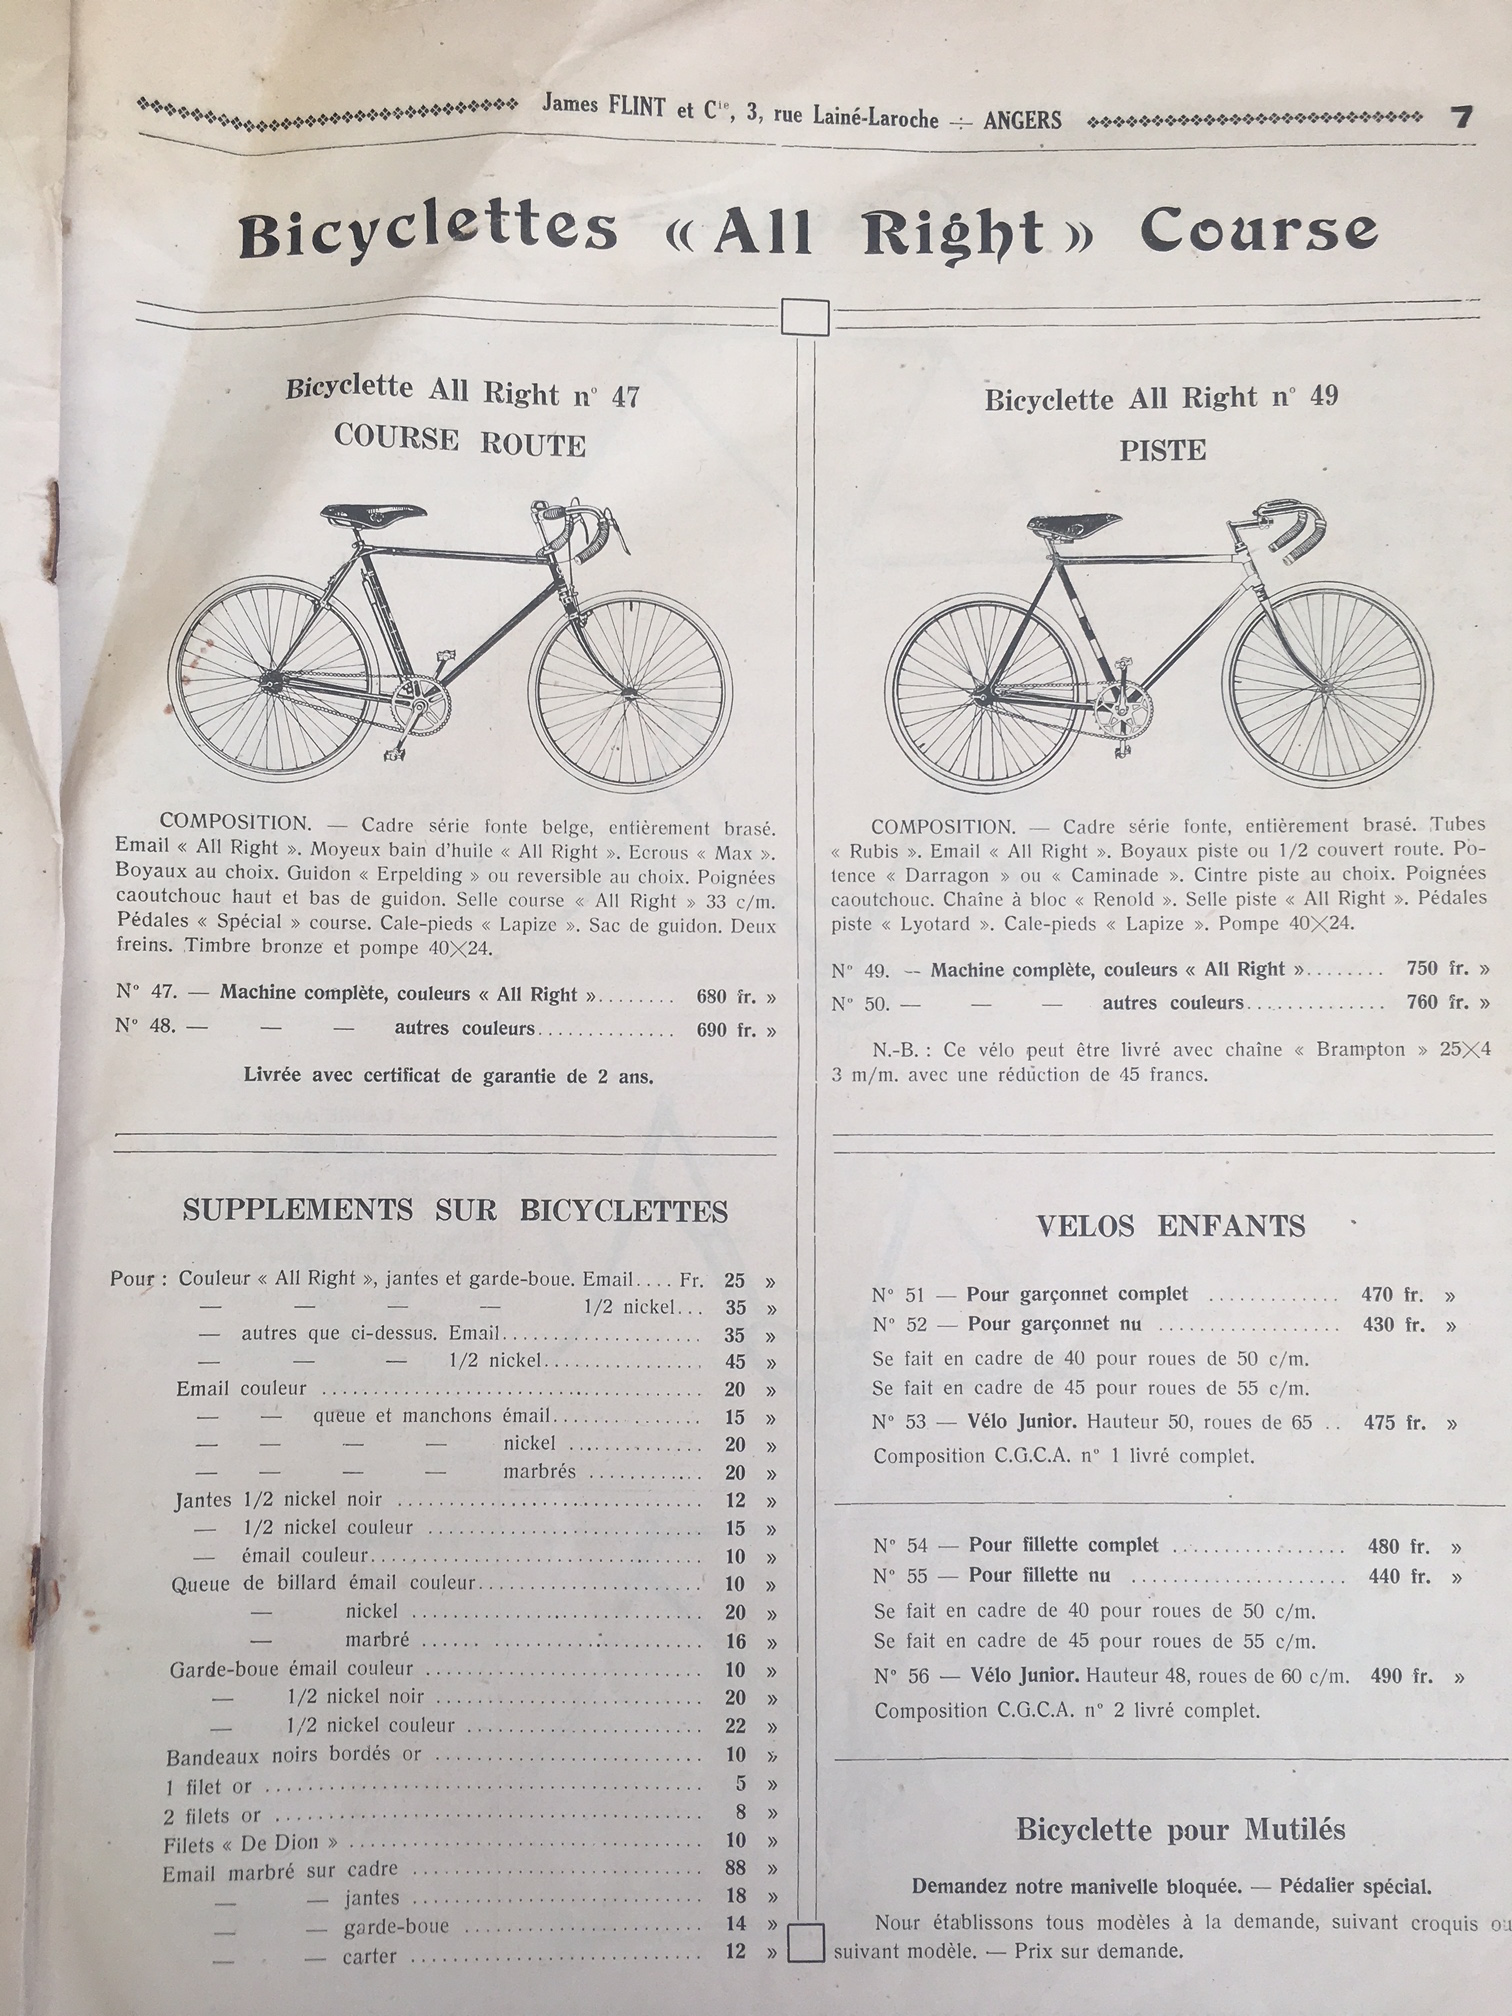 James FLINT et Cie, 3, rue Lainé-Laroche -:- ANGERS 7
Bicyclettes « All Right » Course
Bicyclette All Right n° 47
COURSE ROUTE
COMPOSITION. — Cadre série fonte belge, entièrement brasé.
Email « All Right ». Moyeux bain d'huile « All Right ». Ecrous « Max ».
Boyaux au choix. Guidon « Erpelding » ou reversible au choix. Poignées
caoutchouc haut et bas de guidon. Selle course « All Right » 33 c/m.
Pédales « Spécial » course. Cale-pieds « Lapize ». Sac de guidon. Deux
freins. Timbre bronze et pompe 40×24.
N° 47. — Machine complète, couleurs « All Right »........ 680 fr. »
N° 48. — — — autres couleurs.............. 690 fr. »
Livrée avec certificat de garantie de 2 ans.
SUPPLEMENTS SUR BICYCLETTES
Pour : Couleur « All Right », jantes et garde-boue. Email.... Fr. 25 »
— — — — 1/2 nickel... 35 »
— autres que ci-dessus. Email.................... 35 »
— — — 1/2 nickel................ 45 »
Email couleur ...................................... 20 »
— — queue et manchons émail............... 15 »
— — — — nickel ............. 20 »
— — — — marbrés ........... 20 »
Jantes 1/2 nickel noir .............................. 12 »
— 1/2 nickel couleur ........................... 15 »
— émail couleur................................. 10 »
Queue de billard émail couleur...................... 10 »
— nickel ............................. 20 »
— marbré ............................ 16 »
Garde-boue émail couleur ........................... 10 »
— 1/2 nickel noir .......................... 20 »
— 1/2 nickel couleur ....................... 22 »
Bandeaux noirs bordés or .......................... 10 »
1 filet or ........................................... 5 »
2 filets or .......................................... 8 »
Filets « De Dion » .................................. 10 »
Email marbré sur cadre ............................ 88 »
— — jantes ............................. 18 »
— — garde-boue ....................... 14 »
— — carter ............................ 12 »
Bicyclette All Right n° 49
PISTE
COMPOSITION. — Cadre série fonte, entièrement brasé. Tubes
« Rubis ». Email « All Right ». Boyaux piste ou 1/2 couvert route. Po-
tence « Darragon » ou « Caminade ». Cintre piste au choix. Poignées
caoutchouc. Chaîne à bloc « Renold ». Selle piste « All Right ». Pédales
piste « Lyotard ». Cale-pieds « Lapize ». Pompe 40×24.
N° 49. — Machine complète, couleurs « All Right »........ 750 fr. »
N° 50. — — — autres couleurs.............. 760 fr. »
N.-B. : Ce vélo peut être livré avec chaîne « Brampton » 25×4
3 m/m. avec une réduction de 45 francs.
VELOS ENFANTS
N° 51 — Pour garçonnet complet ............. 470 fr. »
N° 52 — Pour garçonnet nu .................. 430 fr. »
Se fait en cadre de 40 pour roues de 50 c/m.
Se fait en cadre de 45 pour roues de 55 c/m.
N° 53 — Vélo Junior. Hauteur 50, roues de 65 .. 475 fr. »
Composition C.G.C.A. n° 1 livré complet.
N° 54 — Pour fillette complet ................. 480 fr. »
N° 55 — Pour fillette nu ..................... 440 fr. »
Se fait en cadre de 40 pour roues de 50 c/m.
Se fait en cadre de 45 pour roues de 55 c/m.
N° 56 — Vélo Junior. Hauteur 48, roues de 60 c/m. 490 fr. »
Composition C.G.C.A. n° 2 livré complet.
Bicyclette pour Mutilés
Demandez notre manivelle bloquée. — Pédalier spécial.
Nour établissons tous modèles à la demande, suivant croquis ou
suivant modèle. — Prix sur demande.